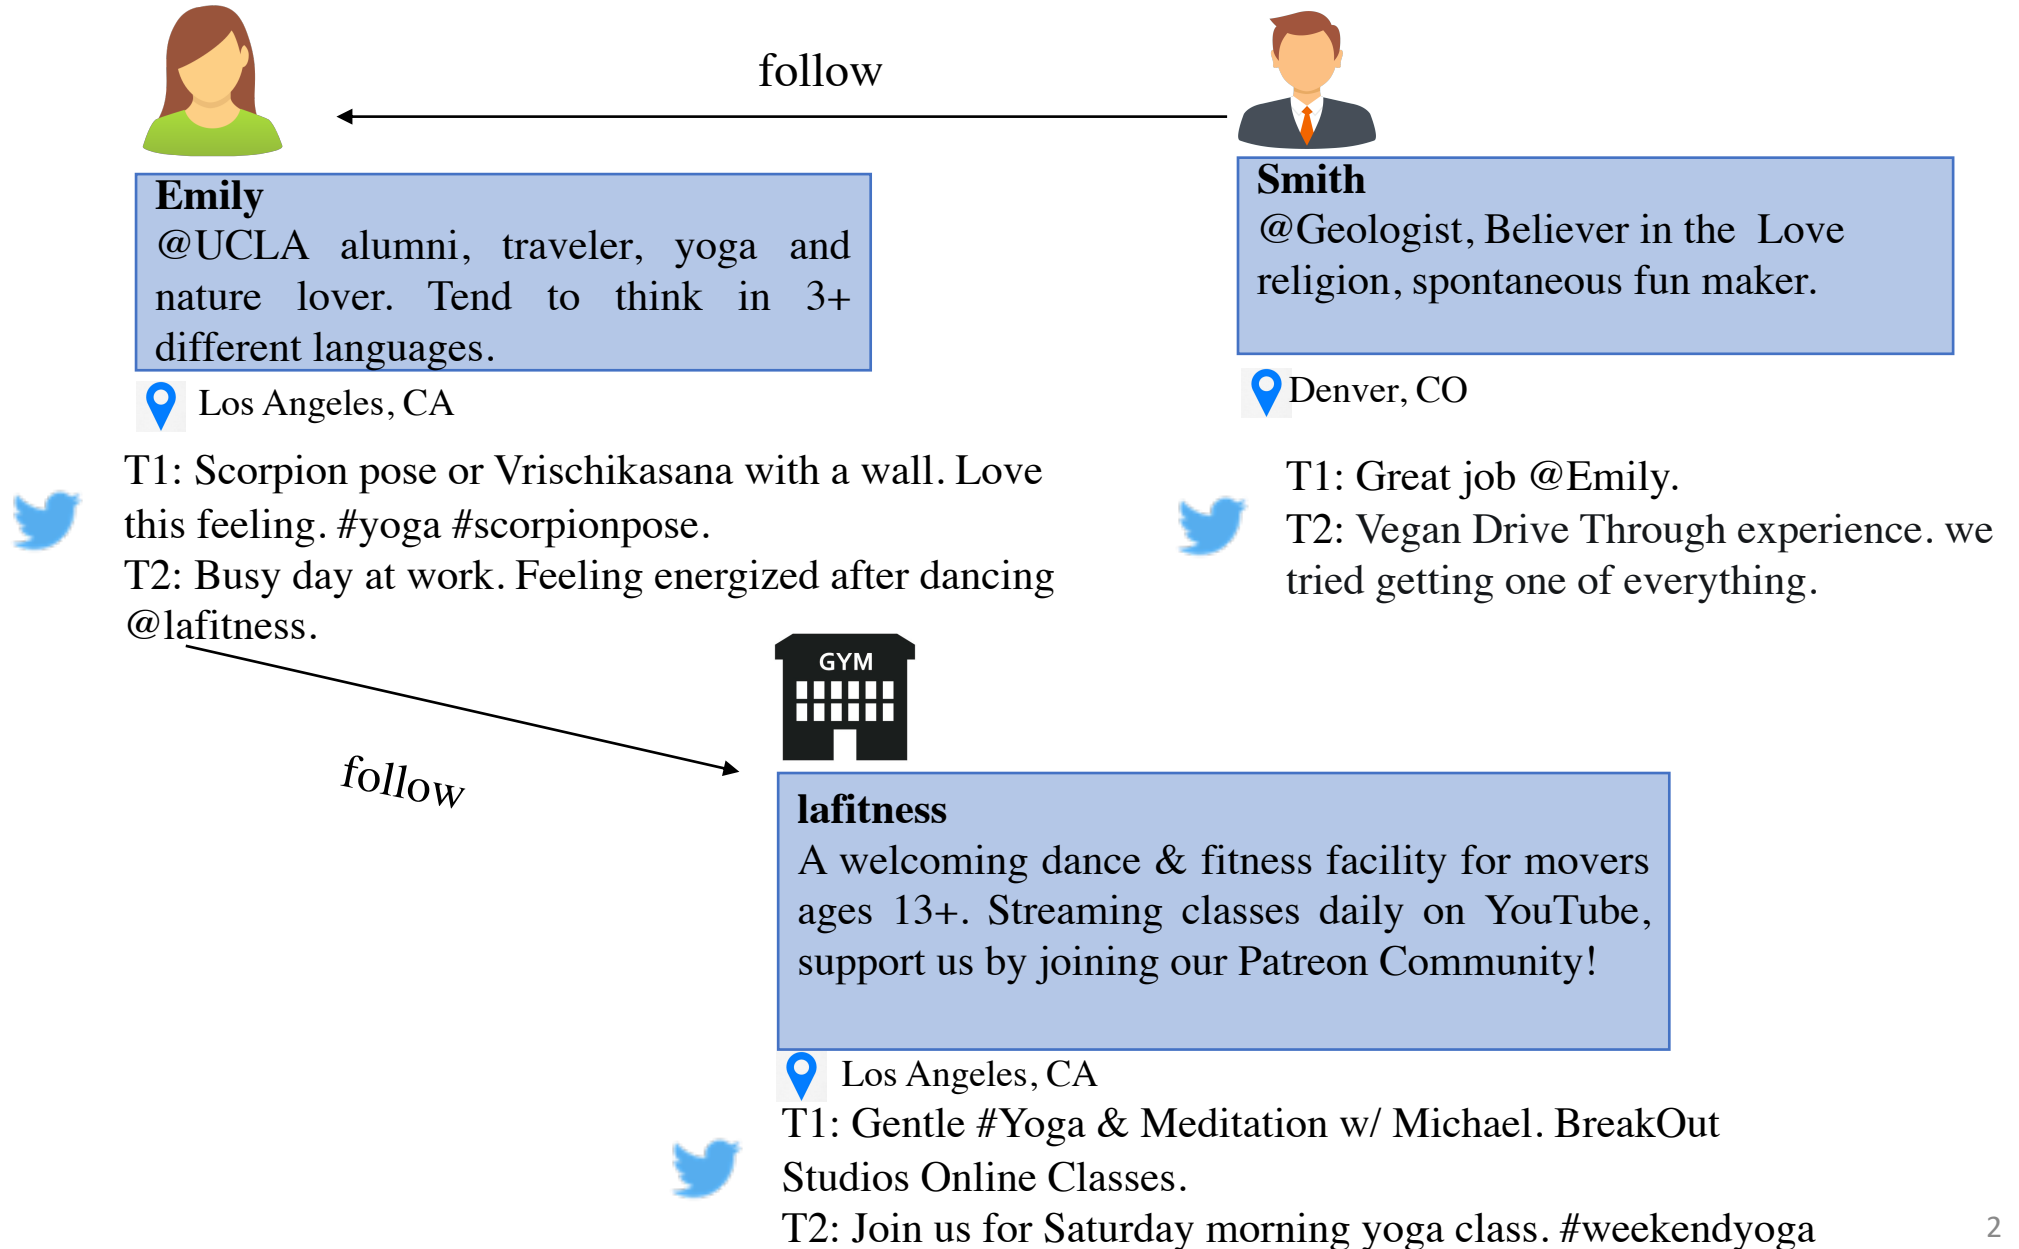 follow
Emily
@UCLA alumni, traveler, yoga and
nature lover. Tend to think in 3+
different languages.
Los Angeles, CA
T1: Scorpion pose or Vrischikasana with a wall. Love
this feeling. #yoga #scorpionpose.
T2: Busy day at work. Feeling energized after dancing
@lafitness.
Smith
@Geologist, Believer in the Love
religion, spontaneous fun maker.
Denver, CO
T1: Great job @Emily.
T2: Vegan Drive Through experience. we
tried getting one of everything.
follow
GYM
lafitness
A welcoming dance & fitness facility for movers
ages 13+. Streaming classes daily on YouTube,
support us by joining our Patreon Community!
Los Angeles, CA
T1: Gentle #Yoga & Meditation w/ Michael. BreakOut
Studios Online Classes.
T2: Join us for Saturday morning yoga class. #weekendyoga
2